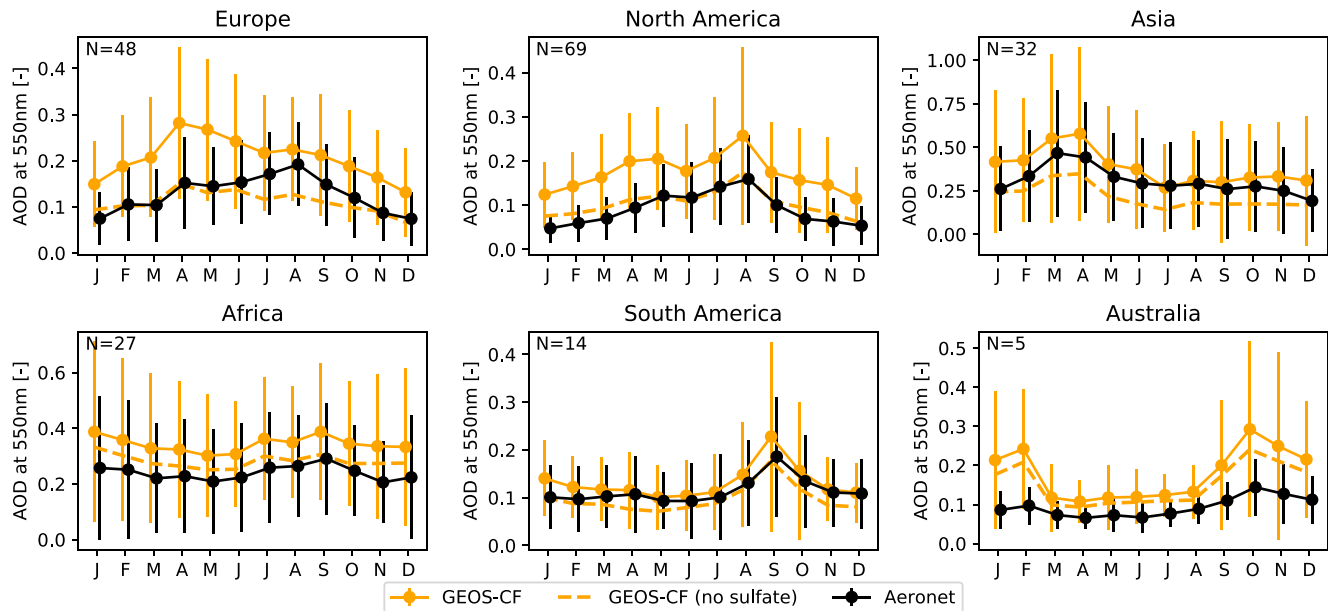 Europe
N=48
AOD at 550nm [-]
0.4
0.3
0.2
0.1
0.0
J F M A M J J A S O N D
North America
N=69
AOD at 550nm [-]
0.4
0.3
0.2
0.1
0.0
J F M A M J J A S O N D
Asia
N=32
AOD at 550nm [-]
1.00
0.75
0.50
0.25
0.00
J F M A M J J A S O N D
Africa
N=27
AOD at 550nm [-]
0.6
0.4
0.2
0.0
J F M A M J J A S O N D
South America
N=14
AOD at 550nm [-]
0.4
0.3
0.2
0.1
0.0
J F M A M J J A S O N D
Australia
N=5
AOD at 550nm [-]
0.5
0.4
0.3
0.2
0.1
0.0
J F M A M J J A S O N D
GEOS-CF GEOS-CF (no sulfate) Aeronet